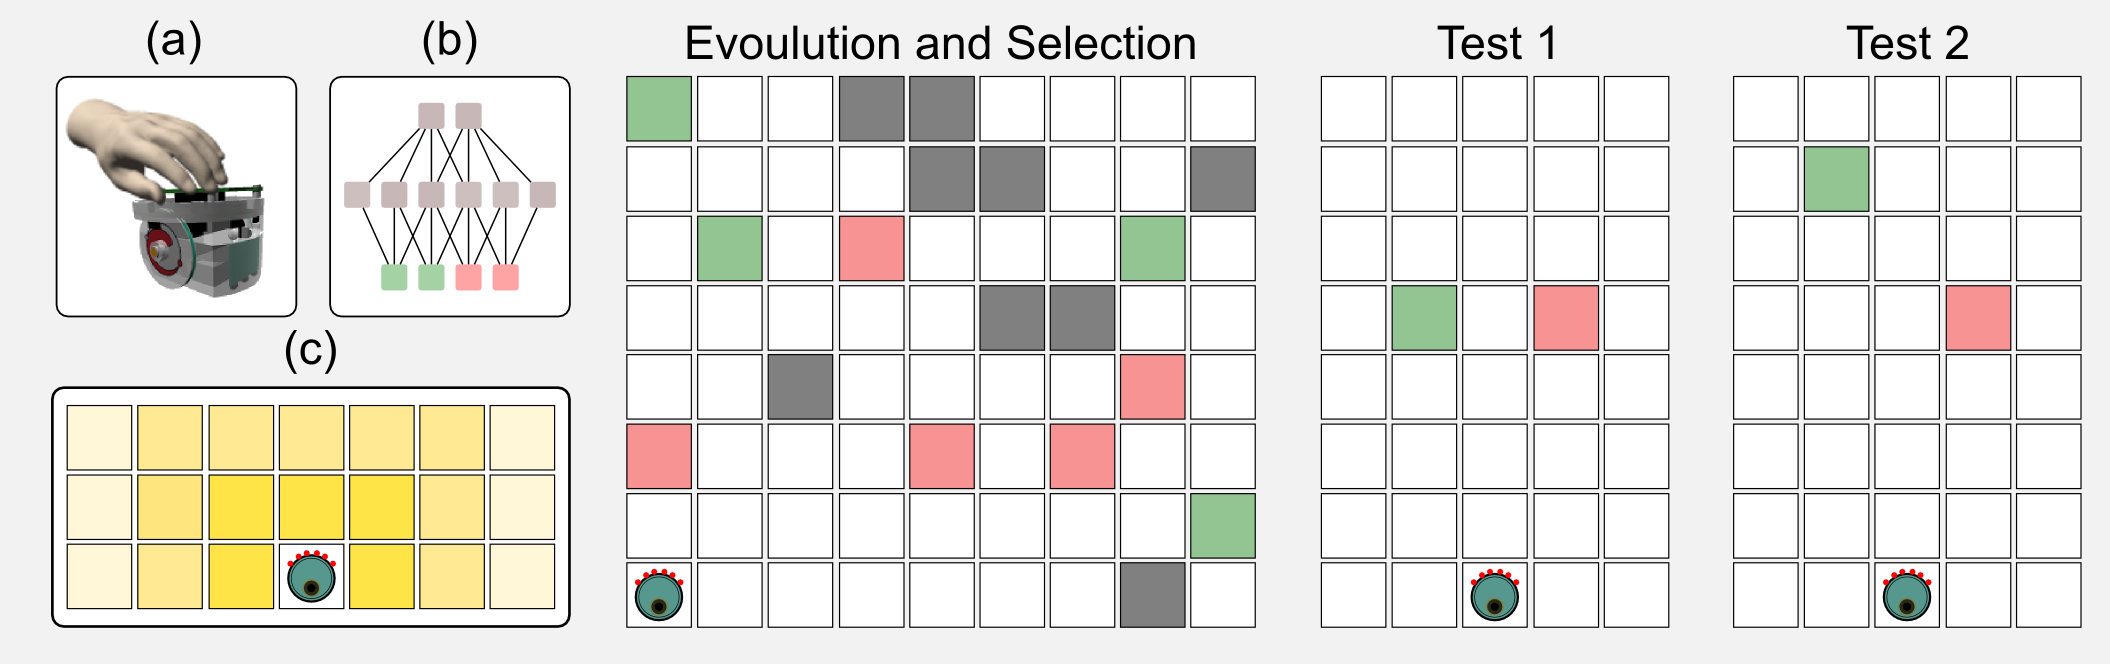 (a)
(b)
(c)
Evoulution and Selection
Test 1
Test 2